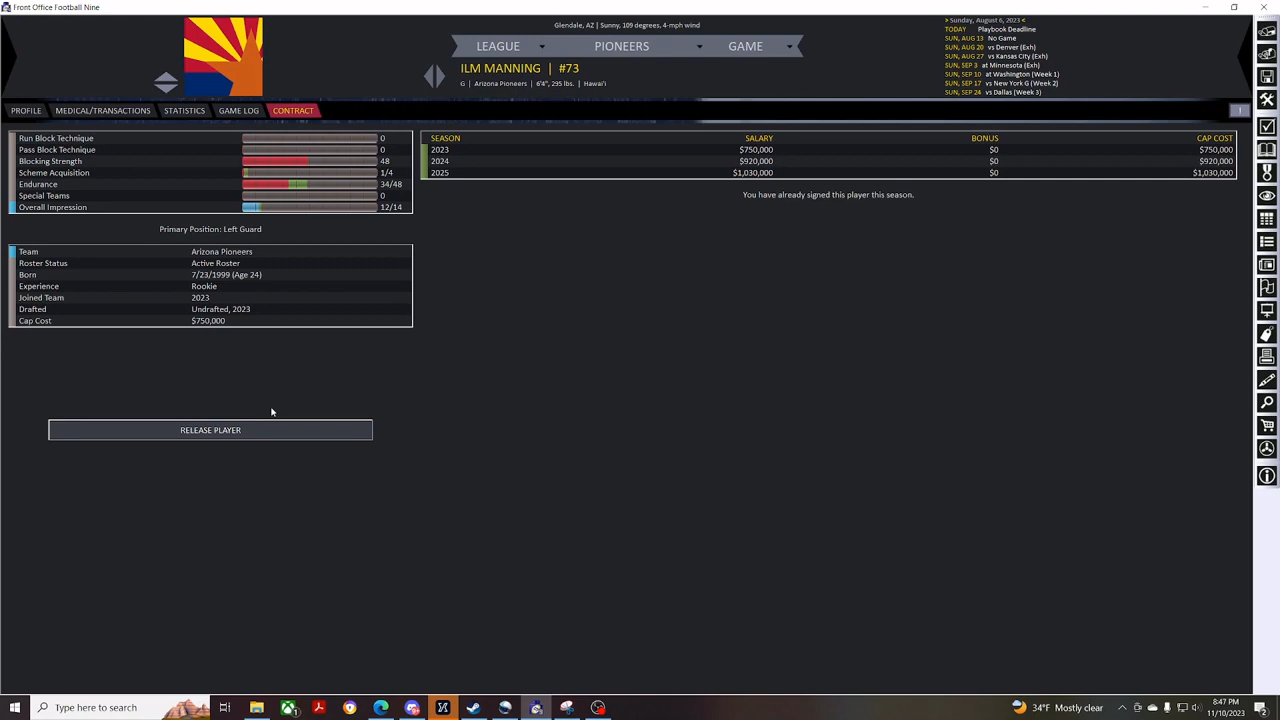 Front Office Football Nine
Glendale, AZ | Sunny, 109 degrees, 4-mph wind
> Sunday, August 6, 2023 <
TODAY Playbook Deadline
SUN, AUG 13 No Game
SUN, AUG 20 vs Denver (Exh)
SUN, AUG 27 vs Kansas City (Exh)
SUN, SEP 3 at Minnesota (Exh)
SUN, SEP 10 at Washington (Week 1)
SUN, SEP 17 vs New York G (Week 2)
SUN, SEP 24 vs Dallas (Week 3)
LEAGUE PIONEERS GAME
ILM MANNING | #73
G | Arizona Pioneers | 6'4", 295 lbs. | Hawai'i
PROFILE MEDICAL/TRANSACTIONS STATISTICS GAME LOG CONTRACT
Run Block Technique 0
Pass Block Technique 0
Blocking Strength 48
Scheme Acquisition 1/4
Endurance 34/48
Special Teams 0
Overall Impression 12/14
Primary Position: Left Guard
Team Arizona Pioneers
Roster Status Active Roster
Born 7/23/1999 (Age 24)
Experience Rookie
Joined Team 2023
Drafted Undrafted, 2023
Cap Cost $750,000
RELEASE PLAYER
SEASON SALARY BONUS CAP COST
2023 $750,000 $0 $750,000
2024 $920,000 $0 $920,000
2025 $1,030,000 $0 $1,030,000
You have already signed this player this season.
Type here to search
34°F Mostly clear
8:47 PM
11/10/2023
2